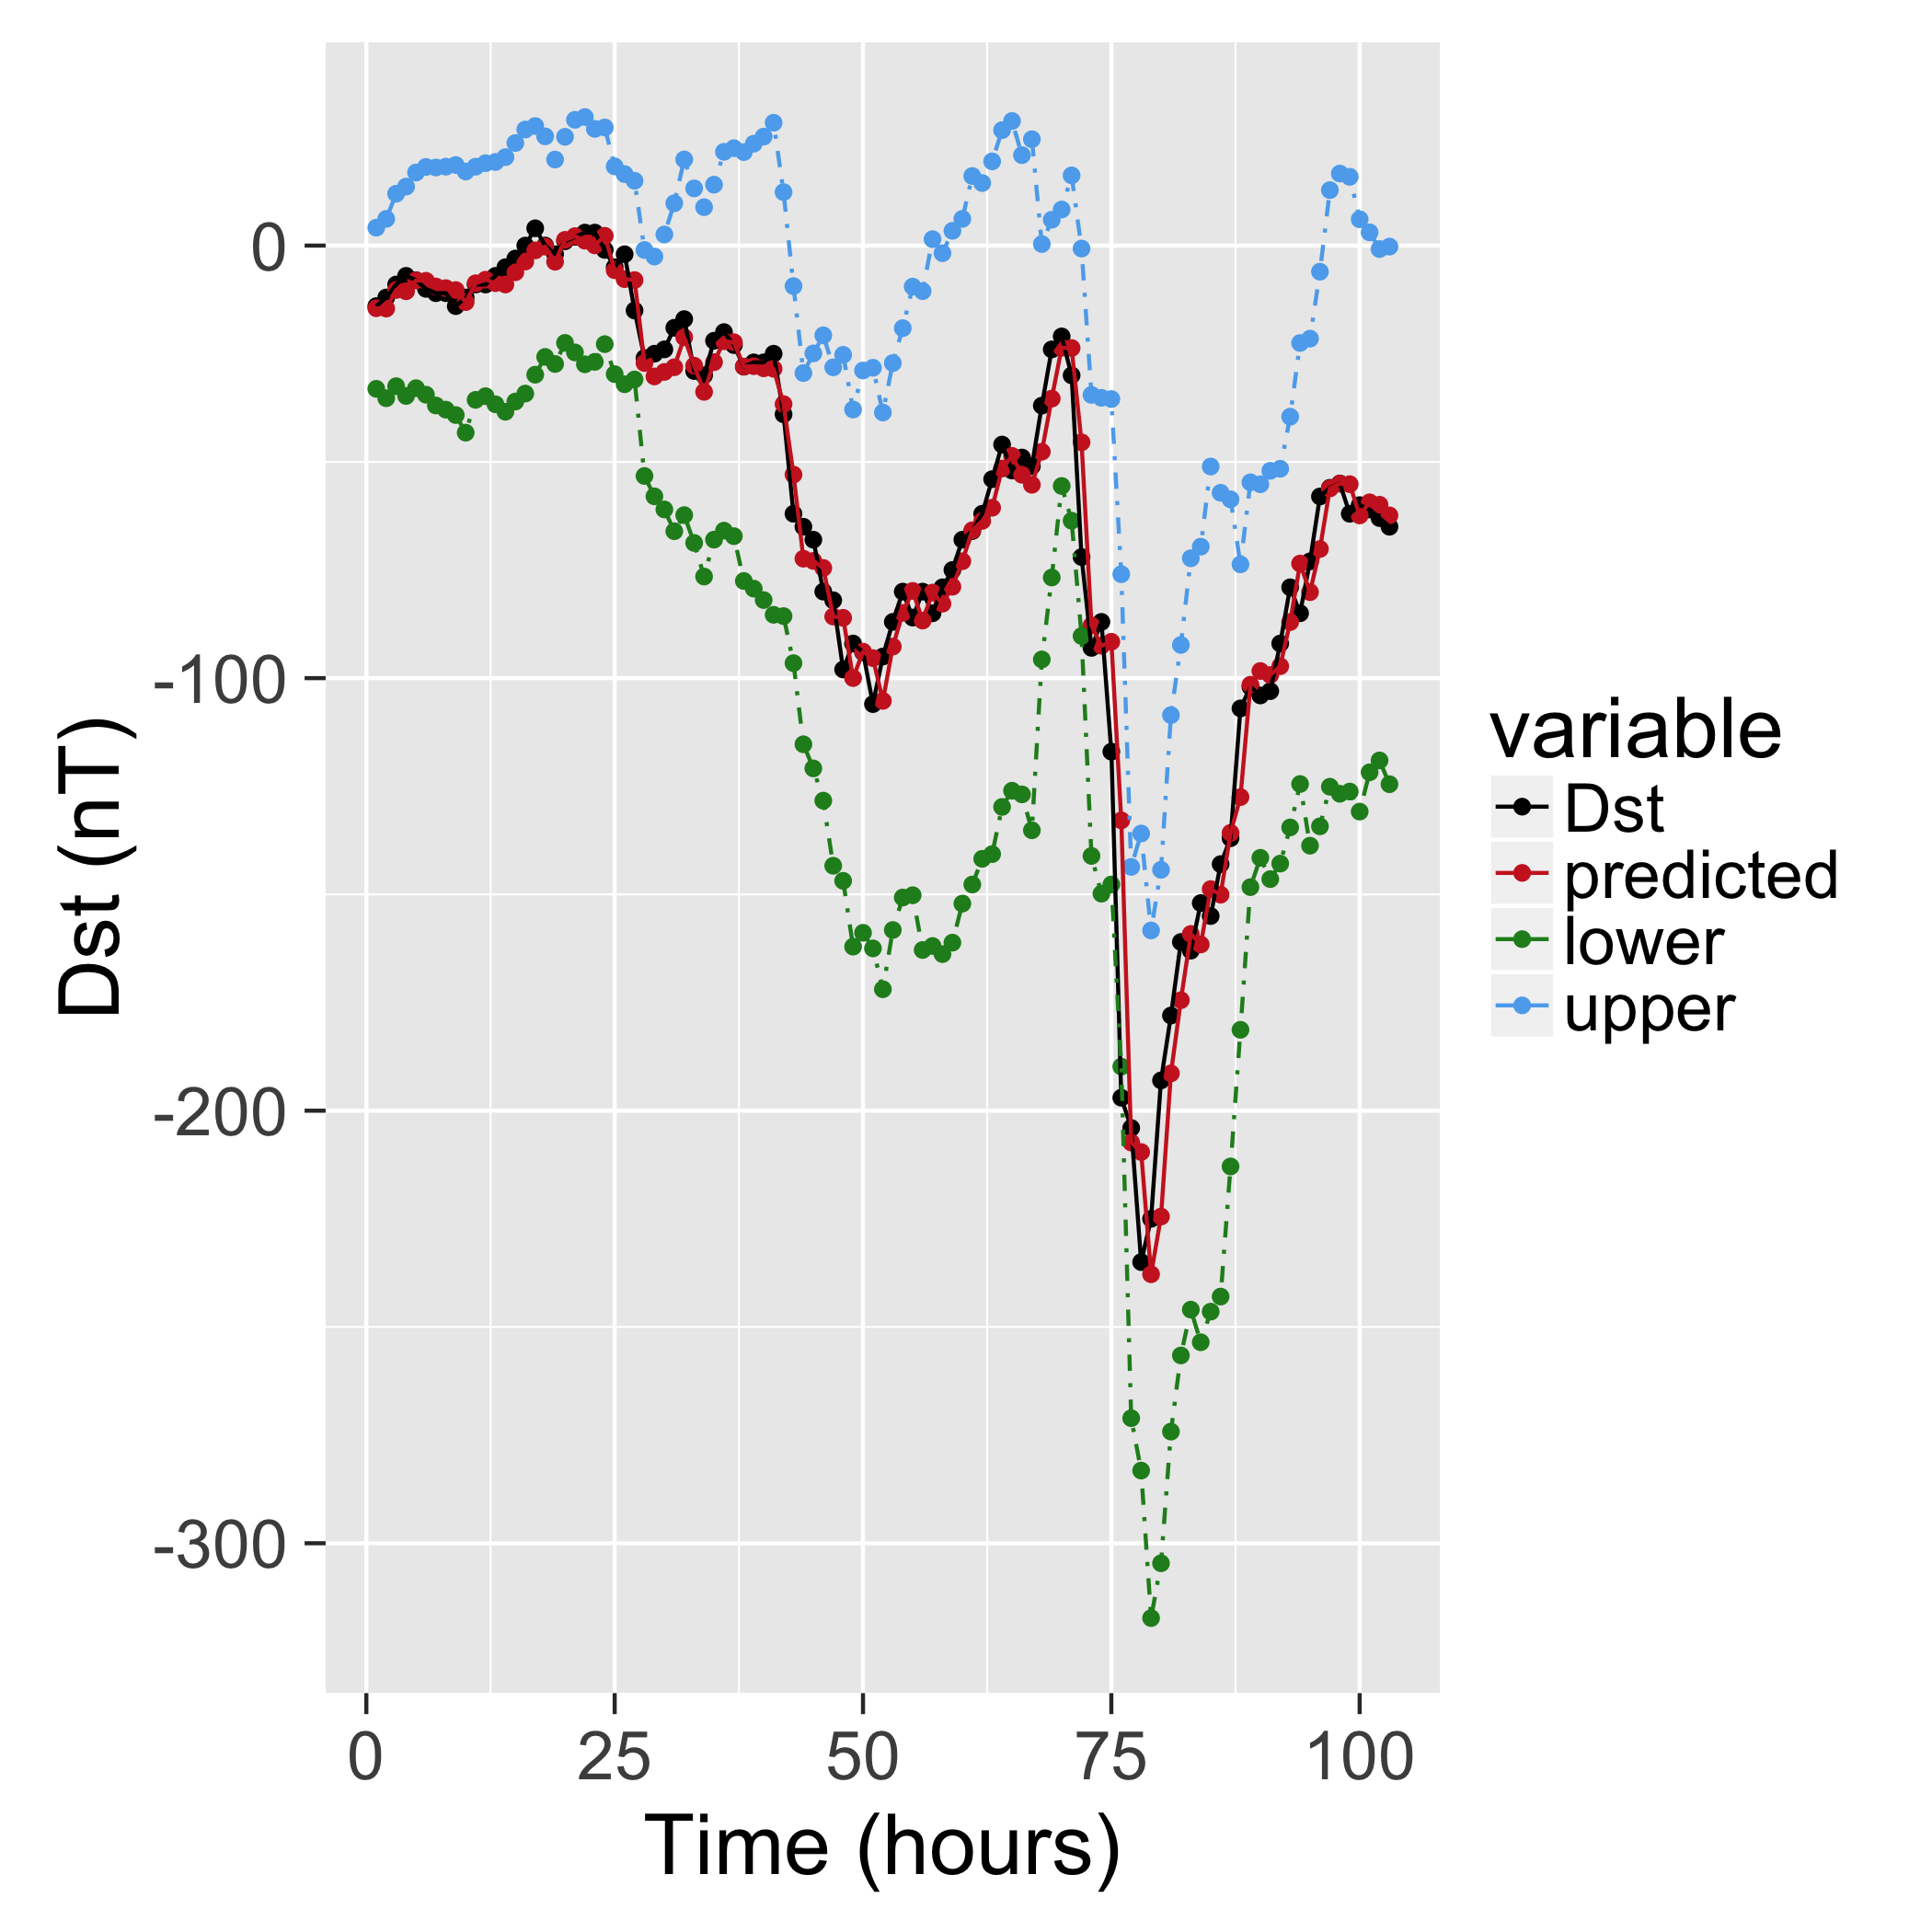 0
-100
-200
-300
Dst (nT)
0 25 50 75 100
Time (hours)
variable
Dst
predicted
lower
upper